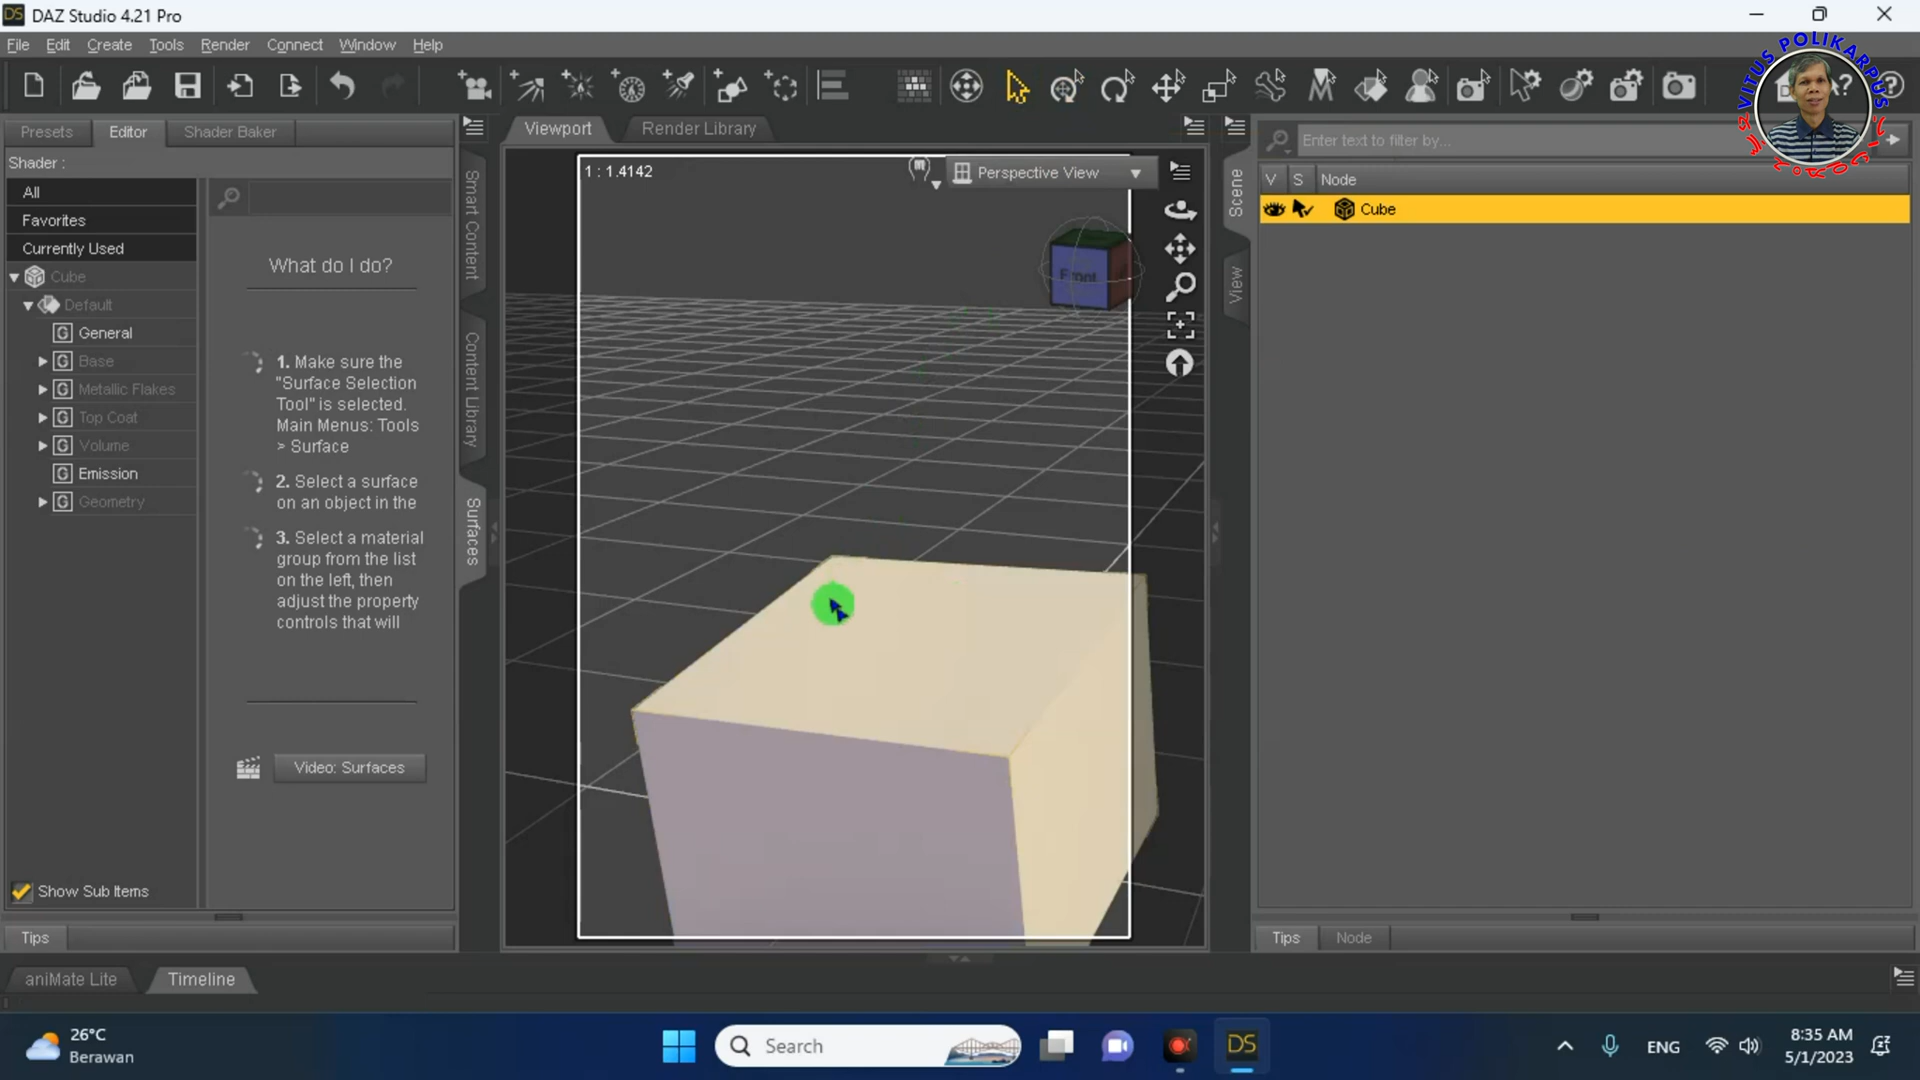 DS DAZ Studio 4.21 Pro
File Edit Create Tools Render Connect Window Help
VITUS POLIKARPUS
Presets Editor Shader Baker
Viewport Render Library
Enter text to filter by...
Shader :
All
Favorites
Currently Used
Cube
Default
General
Base
Metallic Flakes
Top Coat
Volume
Emission
Geometry
Show Sub Items
What do I do?
1. Make sure the
"Surface Selection
Tool" is selected.
Main Menus: Tools
> Surface
2. Select a surface
on an object in the
3. Select a material
group from the list
on the left, then
adjust the property
controls that will
Video: Surfaces
Smart Content
Content Library
Surfaces
1 : 1.4142
Perspective View
Front
Scene
View
V S Node
Cube
Tips
Tips Node
aniMate Lite Timeline
26°C
Berawan
Search
DS
ENG
8:35 AM
5/1/2023